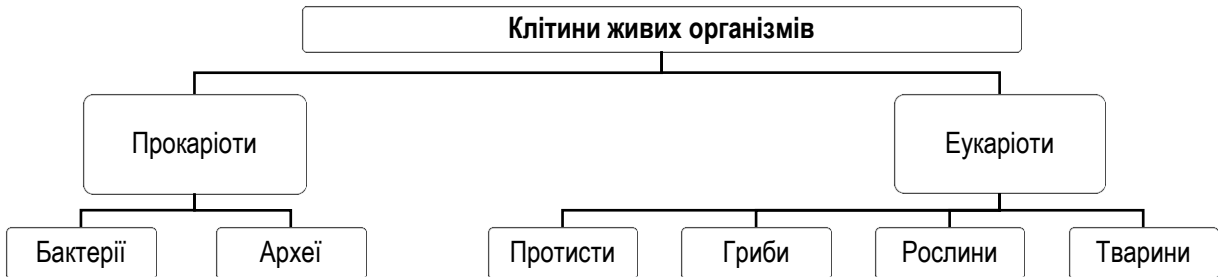 Клітини живих організмів
Прокаріоти
Еукаріоти
Бактерії
Археї
Протисти
Гриби
Рослини
Тварини